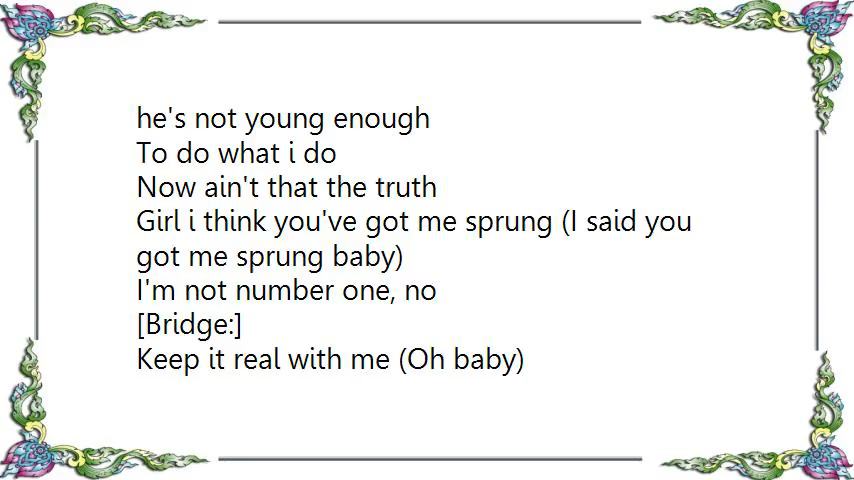 he's not young enough
To do what i do
Now ain't that the truth
Girl i think you've got me sprung (I said you
got me sprung baby)
I'm not number one, no
[Bridge:]
Keep it real with me (Oh baby)